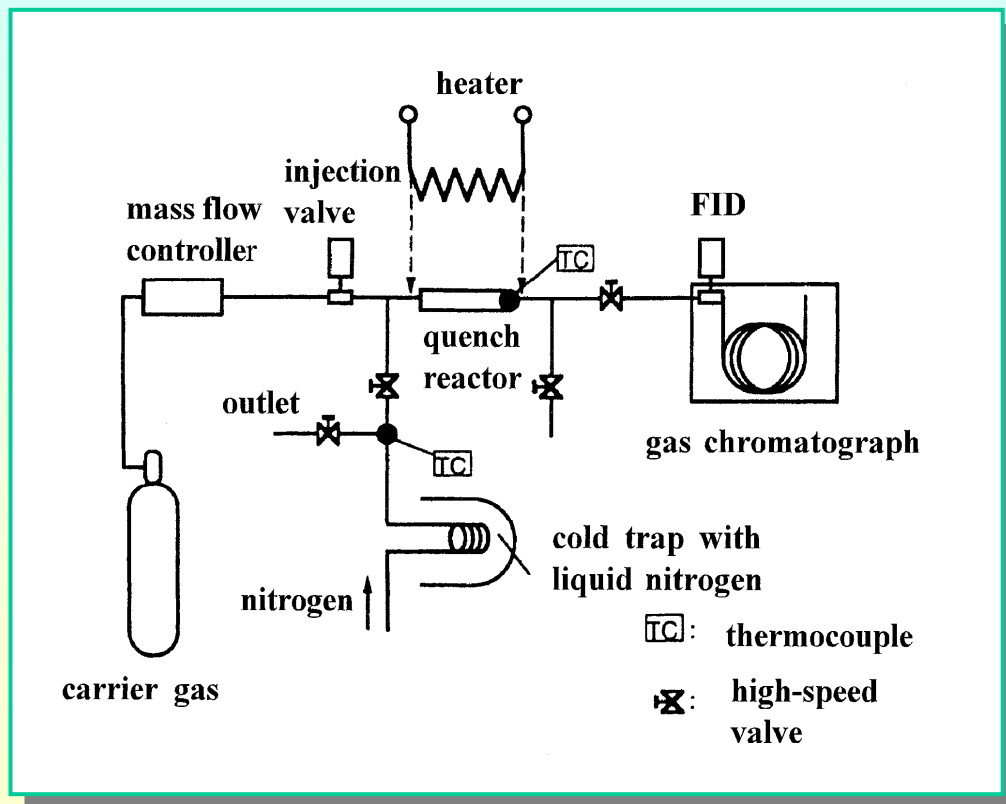 heater
injection
valve
mass flow
controller
FID
TC
quench
reactor
outlet
gas chromatograph
TC
cold trap with
liquid nitrogen
nitrogen
TC : thermocouple
carrier gas
: high-speed
valve